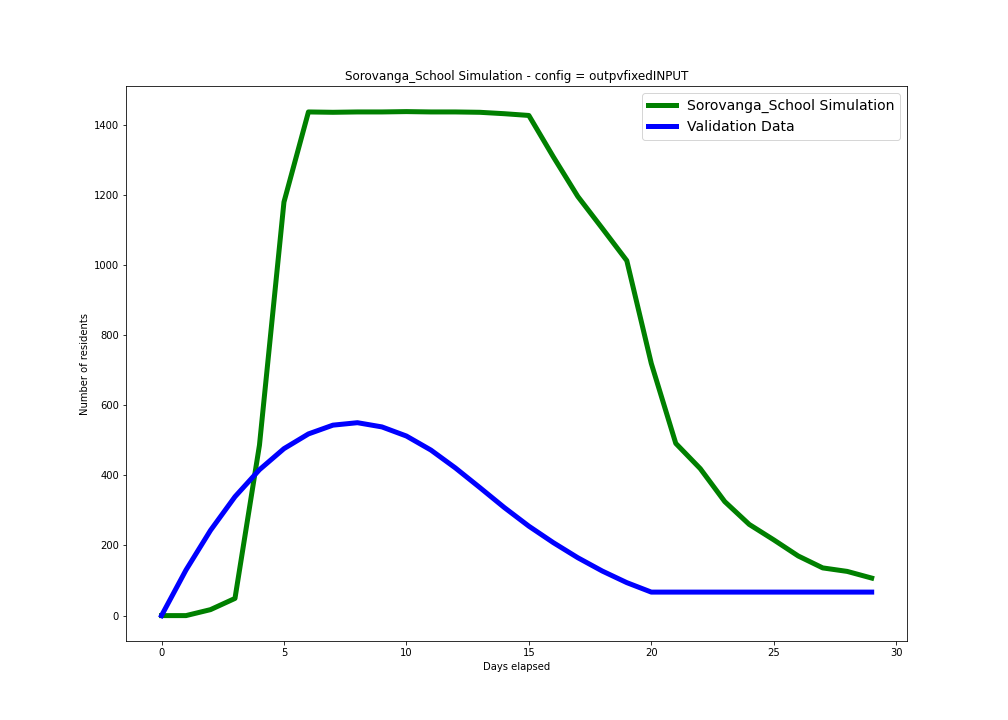 Sorovanga_School Simulation - config = outpvfixedINPUT
Sorovanga_School Simulation
Validation Data
Number of residents
1400
1200
1000
800
600
400
200
0
0 5 10 15 20 25 30
Days elapsed